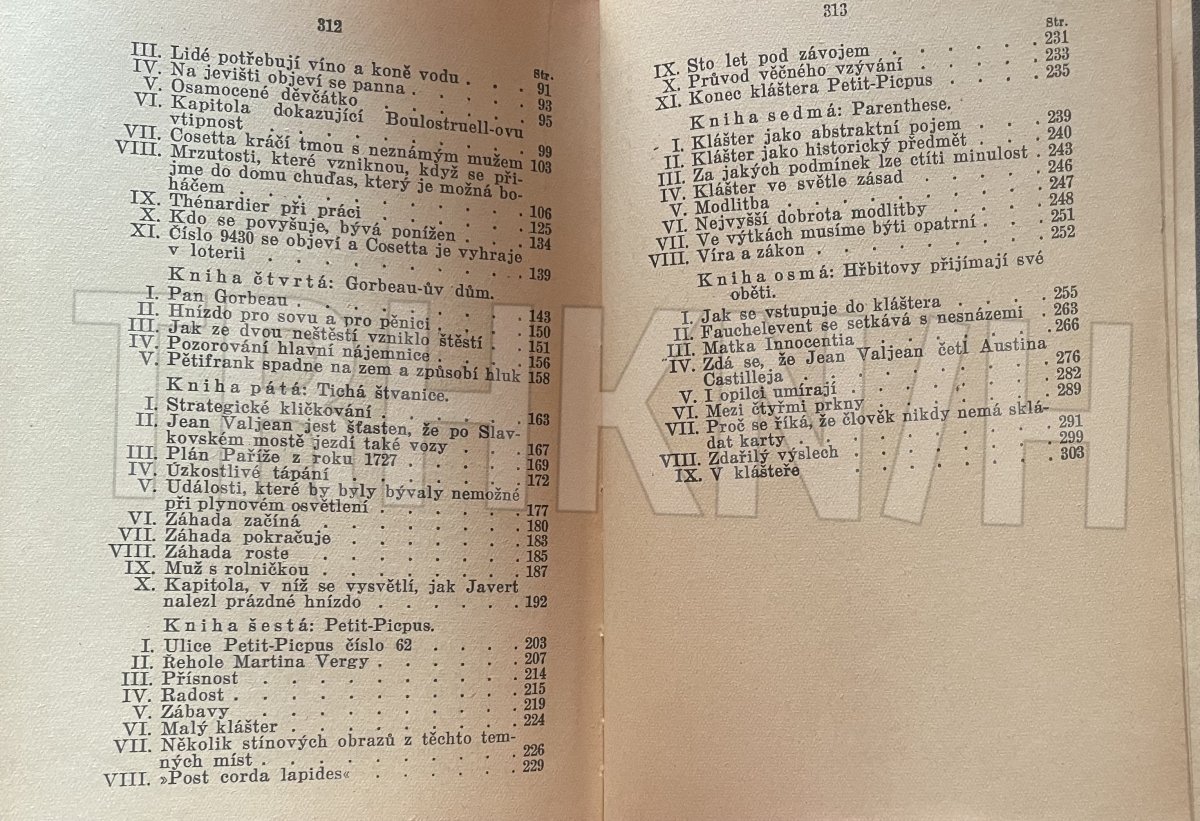 312
Str.
III. Lidé potřebují víno a koně vodu . . . 91
IV. Na jevišti objeví se panna . . . . . 93
V. Osamocené děvčátko . . . . . . . 95
VI. Kapitola dokazující Boulostruell-ovu
vtipnost . . . . . . . . . 99
VII. Cosetta kráčí tmou s neznámým mužem 103
VIII. Mrzutosti, které vzniknou, když se při-
jme do domu chuďas, který je možná bo-
háčem . . . . . . . . . . 106
IX. Thénardier při práci . . . . . . 125
X. Kdo se povyšuje, bývá ponížen . . . 134
XI. Číslo 9430 se objeví a Cosetta je vyhraje
v loterii . . . . . . . . . 139
Kniha čtvrtá: Gorbeau-ův dům.
I. Pan Gorbeau . . . . . . . . 143
II. Hnízdo pro sovu a pro pěnici . . . . 150
III. Jak ze dvou neštěstí vzniklo štěstí . . 151
IV. Pozorování hlavní nájemnice . . . . 156
V. Pětifrank spadne na zem a způsobí hluk 158
Kniha pátá: Tichá štvanice.
I. Strategické kličkování . . . . . . 163
II. Jean Valjean jest šťasten, že po Slav-
kovském mostě jezdí také vozy . . . 167
III. Plán Paříže z roku 1727 . . . . . 169
IV. Úzkostlivé tápání . . . . . . . 172
V. Události, které by byly bývaly nemožné
při plynovém osvětlení . . . . . . 177
VI. Záhada začíná . . . . . . . 180
VII. Záhada pokračuje . . . . . . 183
VIII. Záhada roste . . . . . . . 185
IX. Muž s rolničkou . . . . . . . 187
X. Kapitola, v níž se vysvětlí, jak Javert
nalezl prázdné hnízdo . . . . . . 192
Kniha šestá: Petit-Picpus.
I. Ulice Petit-Picpus číslo 62 . . . . 203
II. Řehole Martina Vergy . . . . . . 207
III. Přísnost . . . . . . . . . 214
IV. Radost . . . . . . . . . . 215
V. Zábavy . . . . . . . . . 219
VI. Malý klášter . . . . . . . . 224
VII. Několik stínových obrazů z těchto tem-
ných míst . . . . . . . . . 226
VIII. »Post corda lapides« . . . . . . 229
313
Str.
IX. Sto let pod závojem . . . . . . 231
X. Průvod věčného vzývání . . . . . 233
XI. Konec kláštera Petit-Picpus . . . . 235
Kniha sedmá: Parenthese.
I. Klášter jako abstraktní pojem . . . 239
II. Klášter jako historický předmět . . . 240
III. Za jakých podmínek lze ctíti minulost . 243
IV. Klášter ve světle zásad . . . . . 246
V. Modlitba . . . . . . . . . 247
VI. Nejvyšší dobrota modlitby . . . . 248
VII. Ve výtkách musíme býti opatrní . . . 251
VIII. Víra a zákon . . . . . . . . 252
Kniha osmá: Hřbitovy přijímají své
oběti.
I. Jak se vstupuje do kláštera . . . . 255
II. Fauchelevent se setkává s nesnázemi . 263
III. Matka Innocentia . . . . . . . 266
IV. Zdá se, že Jean Valjean četl Austina
Castilleja . . . . . . . . . 276
V. I opilci umírají . . . . . . . 282
VI. Mezi čtyřmi prkny . . . . . . 289
VII. Proč se říká, že člověk nikdy nemá sklá-
dat karty . . . . . . . . . 291
VIII. Zdařilý výslech . . . . . . . 299
IX. V klášteře . . . . . . . . 303